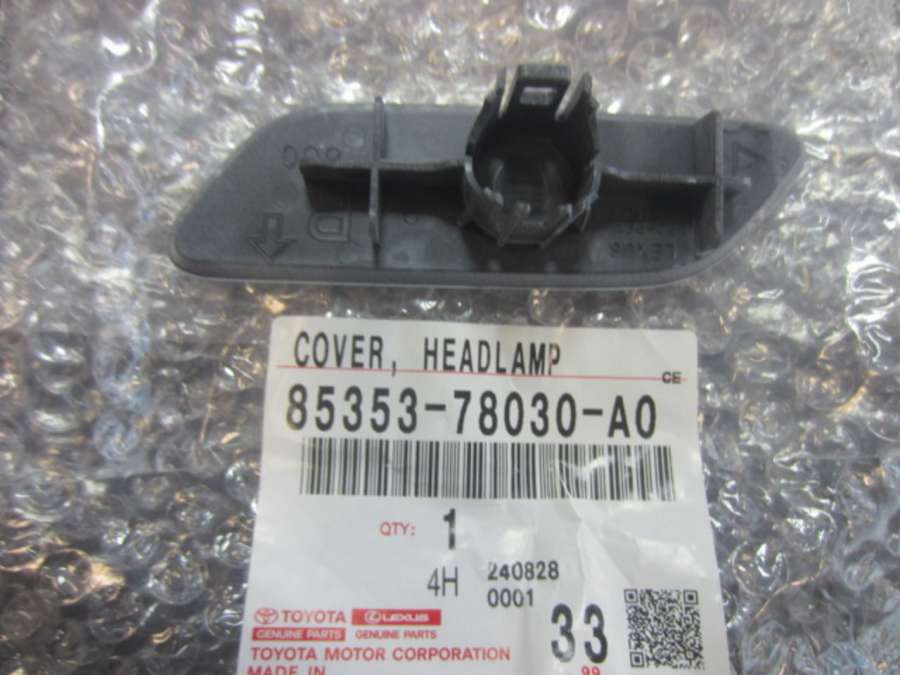 COVER, HEADLAMP
CE
85353-78030-A0
QTY: 1
4H 240828
0001
33
TOYOTA LEXUS
GENUINE PARTS GENUINE PARTS
TOYOTA MOTOR CORPORATION
MADE IN
99